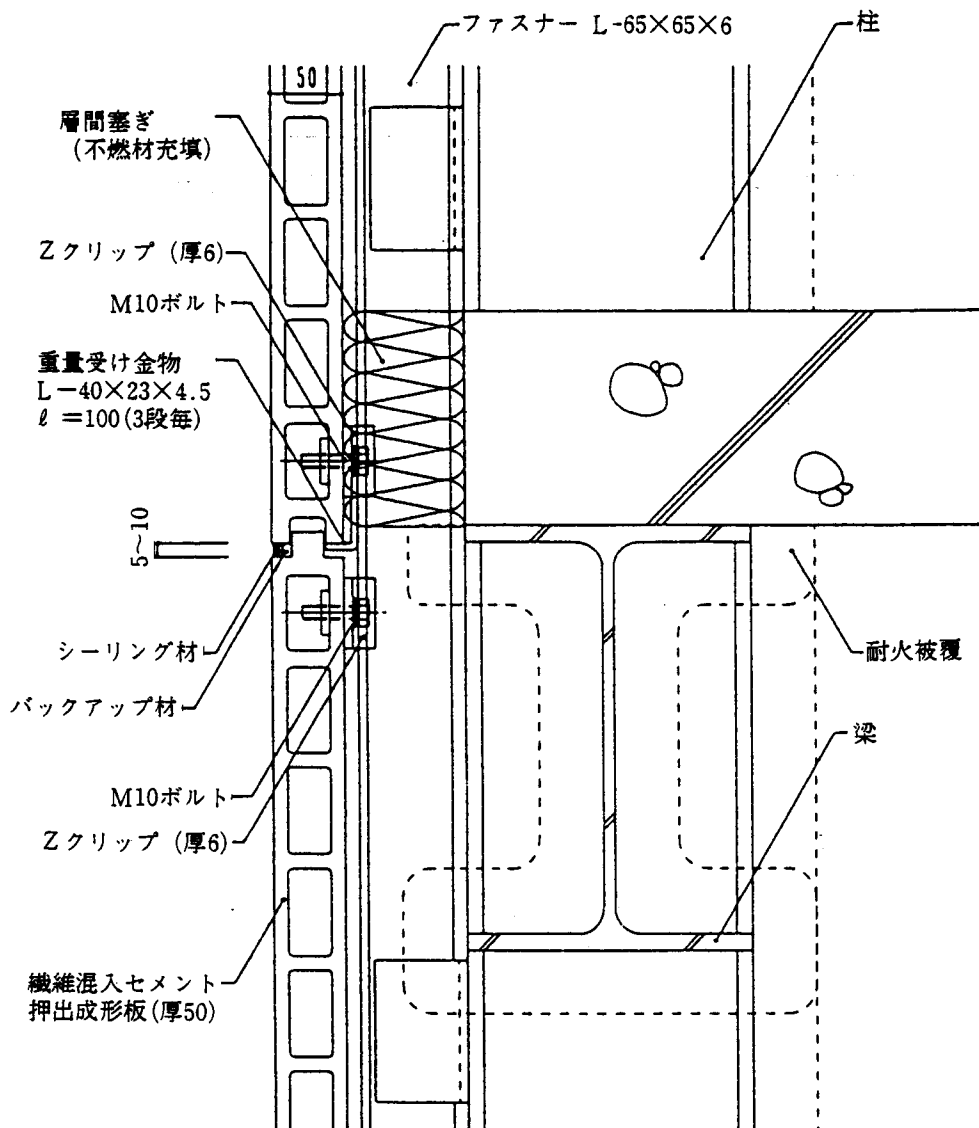 ファスナー L-65×65×6
柱
50
層間塞ぎ
(不燃材充填)
Zクリップ (厚6)
M10ボルト
重量受け金物
L-40×23×4.5
ℓ=100(3段毎)
5~10
シーリング材
バックアップ材
耐火被覆
梁
M10ボルト
Zクリップ (厚6)
繊維混入セメント
押出成形板(厚50)